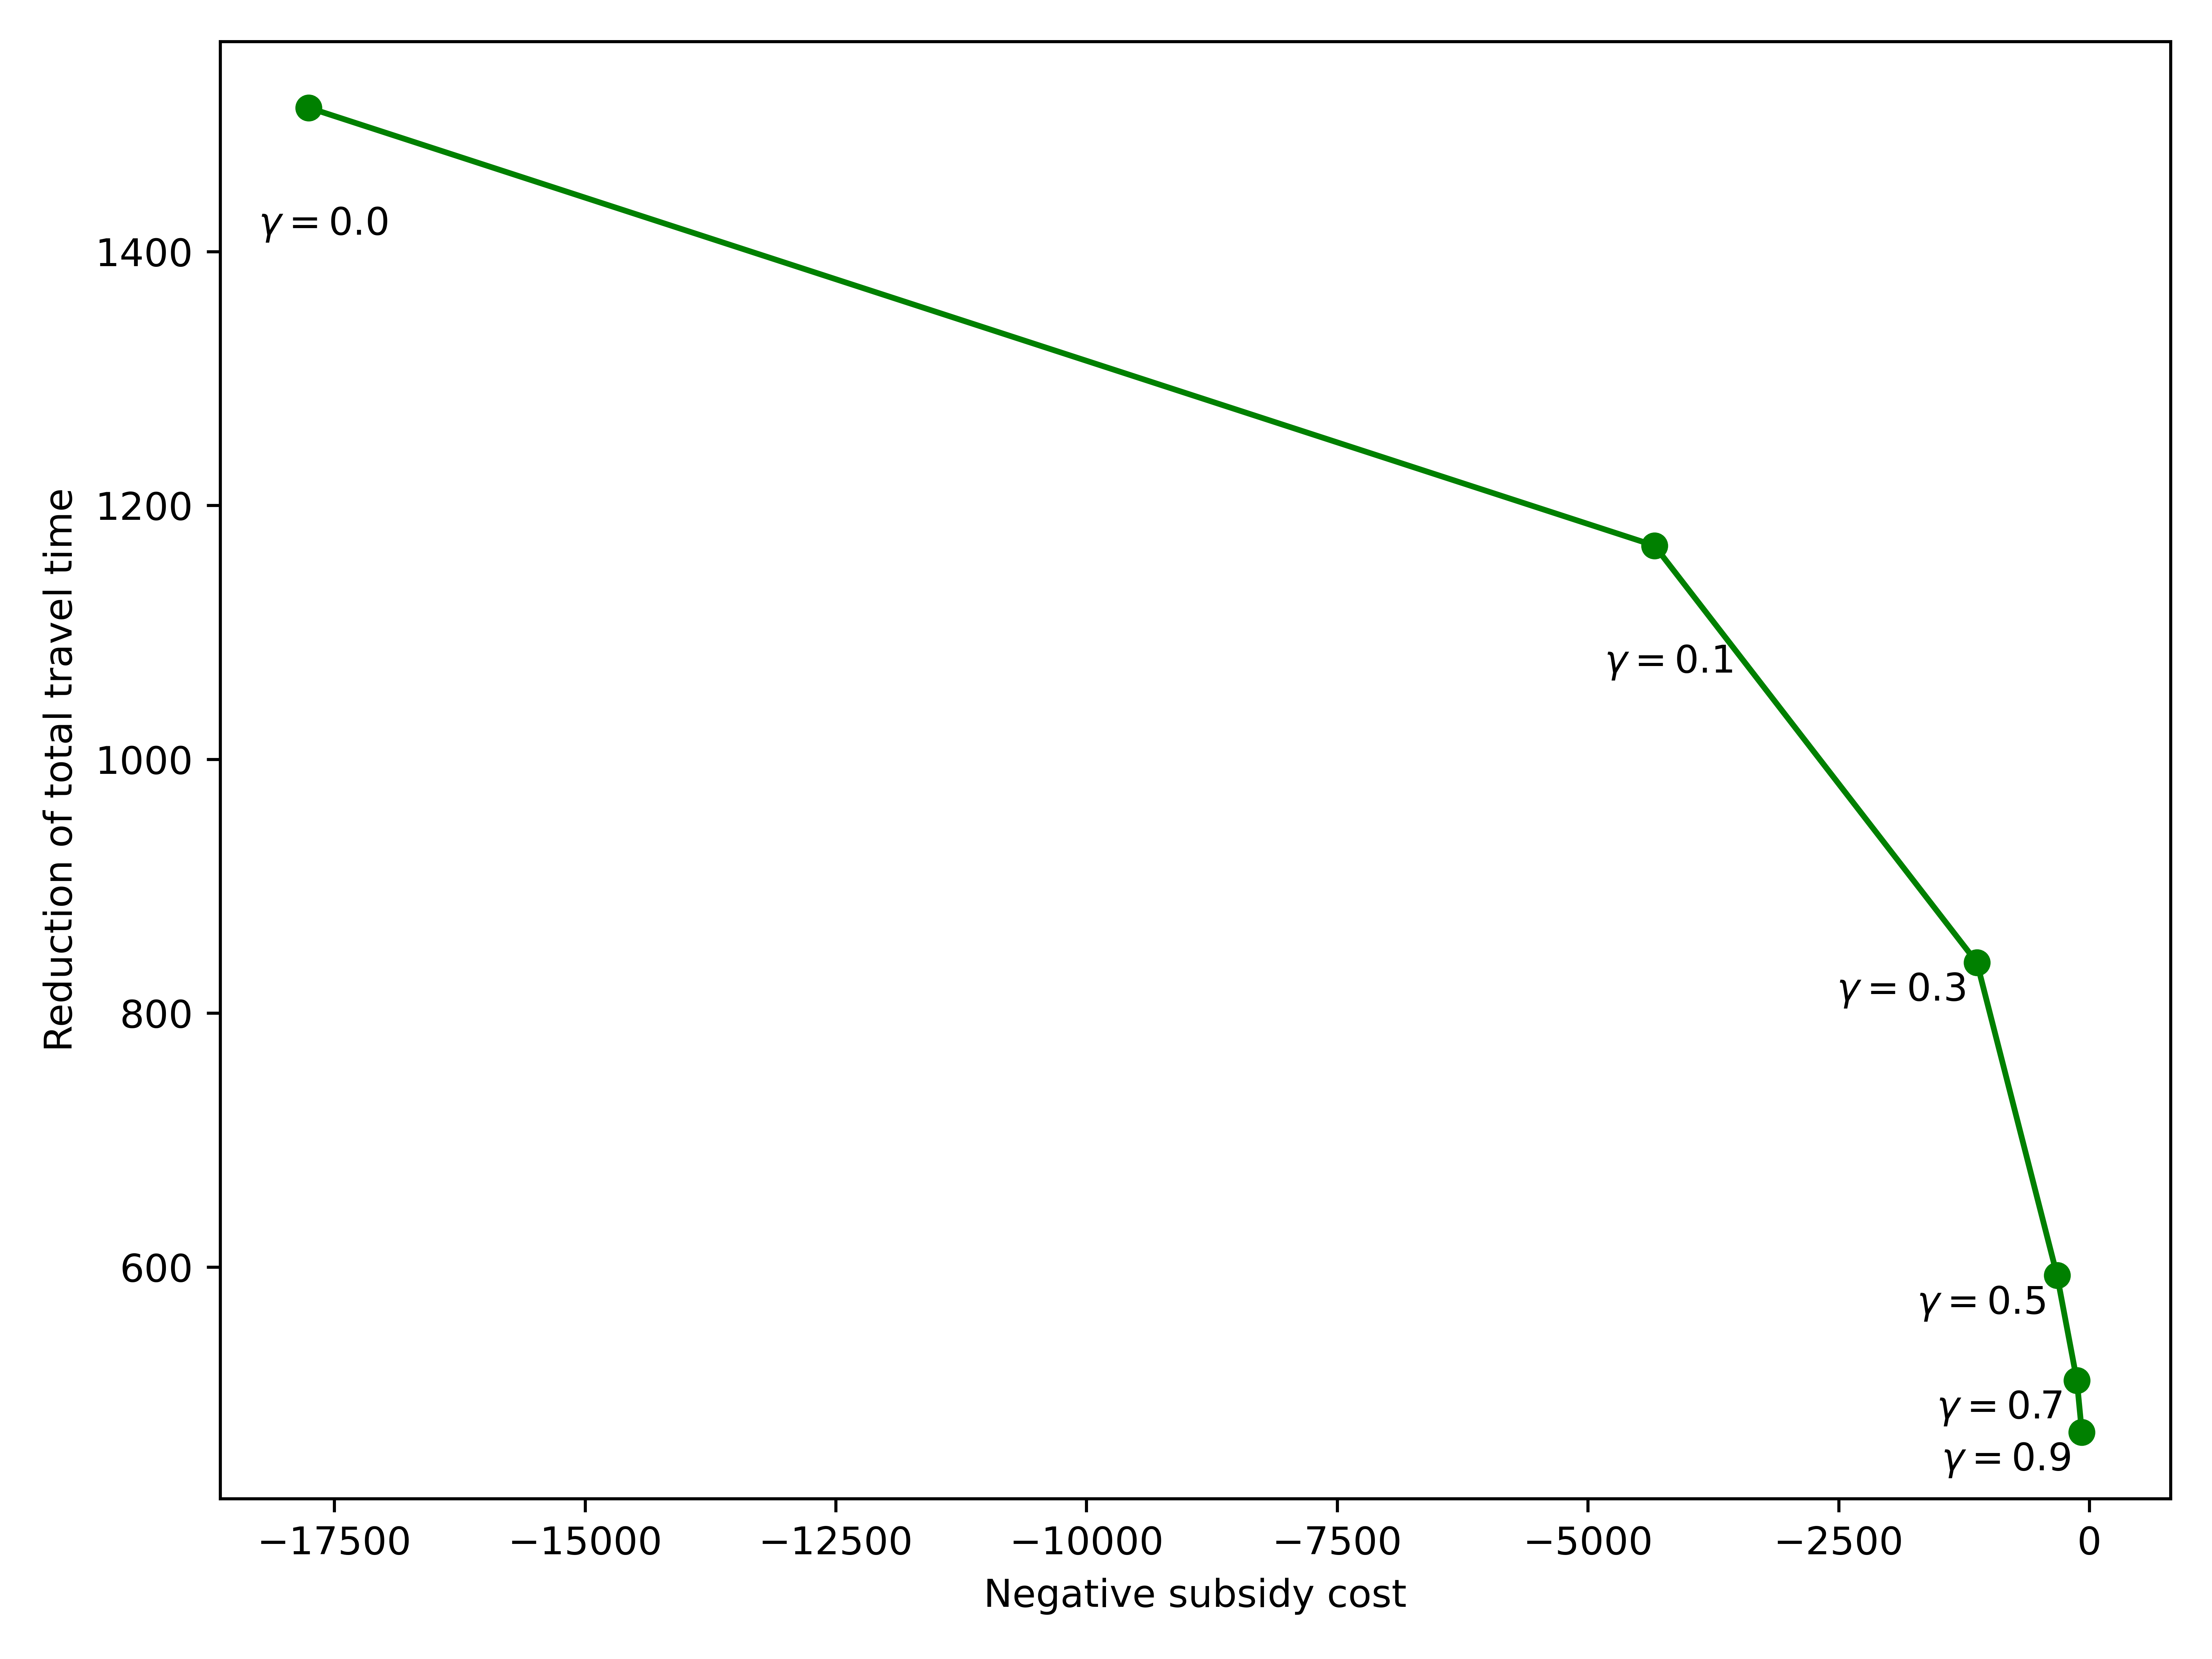 γ = 0.0
1400
1200
γ = 0.1
1000
γ = 0.3
800
600
γ = 0.5
γ = 0.7
γ = 0.9
Reduction of total travel time
−17500 −15000 −12500 −10000 −7500 −5000 −2500 0
Negative subsidy cost